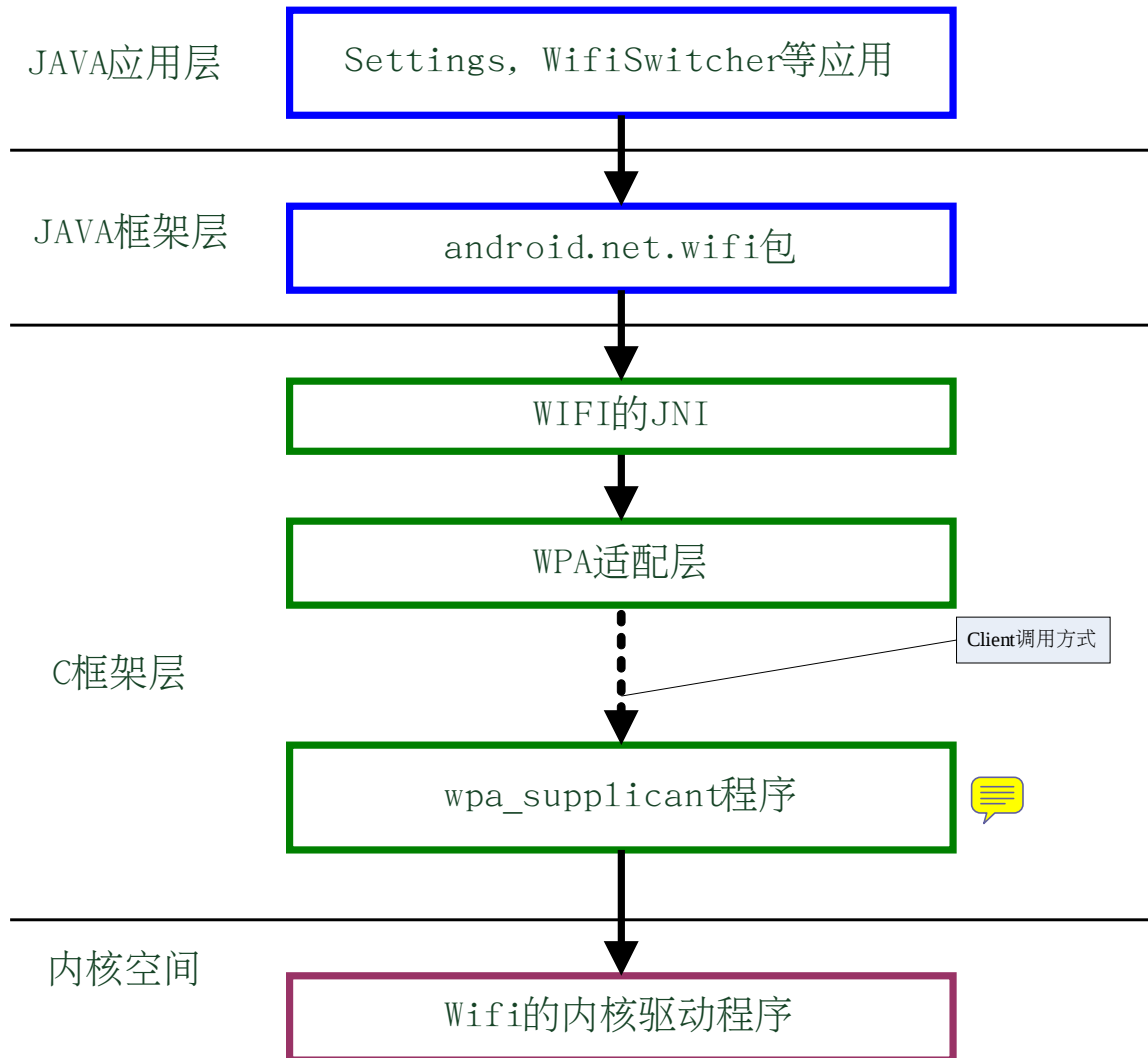 JAVA应用层
Settings, WifiSwitcher等应用
JAVA框架层
android.net.wifi包
WIFI的JNI
WPA适配层
Client调用方式
C框架层
wpa_supplicant程序
内核空间
Wifi的内核驱动程序